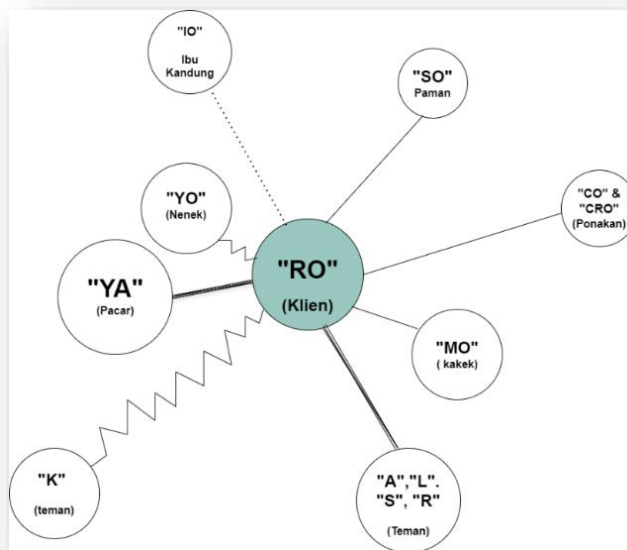 "IO"
Ibu
Kandung
"SO"
Paman
"YO"
(Nenek)
"CO" &
"CRO"
(Ponakan)
"YA"
(Pacar)
"RO"
(Klien)
"MO"
( kakek)
"K"
(teman)
"A","L".
"S", "R"
(Teman)